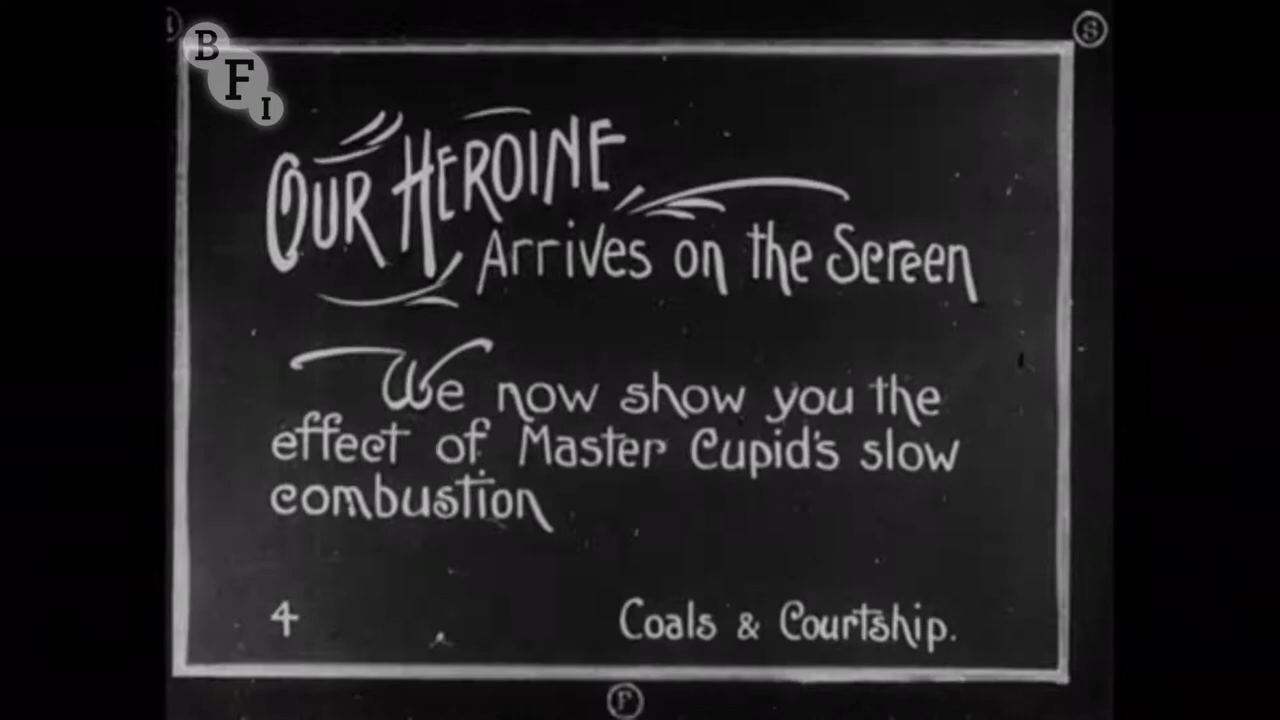 S
BFI
OUR HEROINE
Arrives on the Screen
We now show you the
effect of Master Cupid's slow
combustion
4
Coals & Courtship.
F